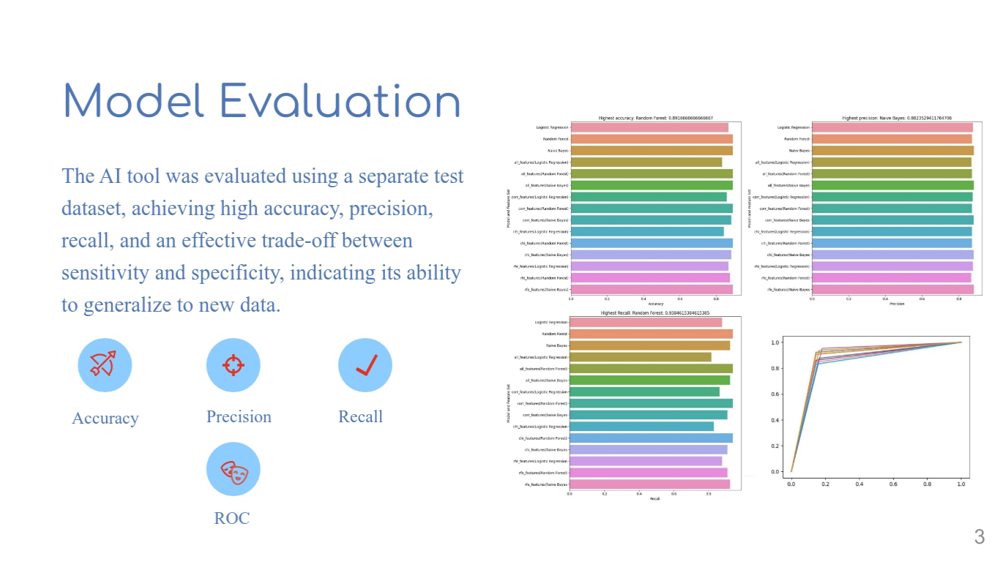 Model Evaluation
The AI tool was evaluated using a separate test
dataset, achieving high accuracy, precision,
recall, and an effective trade-off between
sensitivity and specificity, indicating its ability
to generalize to new data.
Accuracy
Precision
Recall
ROC
Highest accuracy: Random Forest: 0.8916666666666667
Logistic Regression
Random Forest
Naive Bayes
all_features(Logistic Regression)
all_features(Random Forest)
all_features(Naive Bayes)
corr_features(Logistic Regression)
corr_features(Random Forest)
corr_features(Naive Bayes)
chi_features(Logistic Regression)
chi_features(Random Forest)
chi_features(Naive Bayes)
rfe_features(Logistic Regression)
rfe_features(Random Forest)
rfe_features(Naive Bayes)
Model and Feature Set
0.0 0.2 0.4 0.6 0.8
Accuracy
Highest precision: Naive Bayes: 0.8823529411764706
Logistic Regression
Random Forest
Naive Bayes
all_features(Logistic Regression)
all_features(Random Forest)
all_features(Naive Bayes
corr_features(Logistic Regression)
corr_features(Random Forest)
corr_features(Naive Bayes
chi_features(Logistic Regression)
chi_features(Random Forest)
chi_features(Naive Bayes
rfe_features(Logistic Regression)
rfe_features(Random Forest)
rfe_features(Naive Bayes
Model and Feature Set
0.0 0.2 0.4 0.6 0.8
Precision
Highest Recall. Random Forest: 0.9384615384615385
Logistic Regression
Random Forest
Naive Bayes
all_features(Logistic Regression
all_features(Random Forest)
all_features(Naive Bayes
corr_features(Logistic Regression
corr_features(Random Forest)
corr_features(Naive Bayes
chi_features(Logistic Regression
chi_features(Random Forest)
chi_features(Naive Bayes
rfe_features(Logistic Regression
rfe_features(Random Forest)
rfe_features(Naive Bayes
Model and Feature Set
0.0 0.2 0.4 0.6 0.8
Recall
1.0
0.8
0.6
0.4
0.2
0.0
0.0 0.2 0.4 0.6 0.8 1.0
3